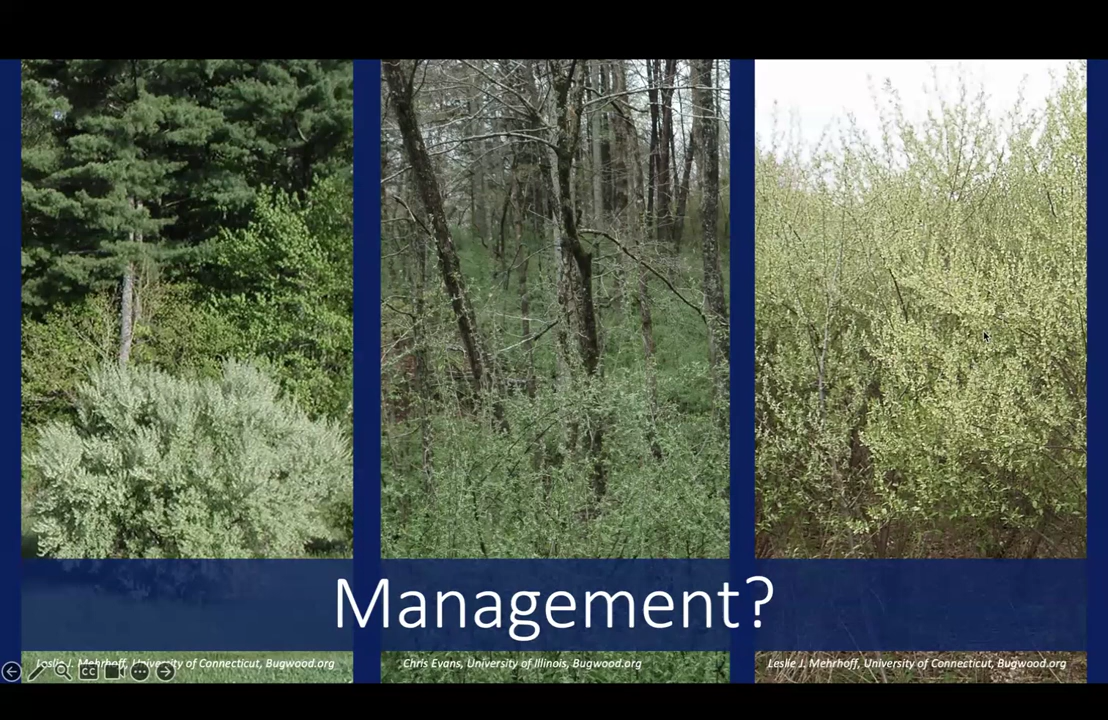 Management?
Leslie J. Mehrhoff, University of Connecticut, Bugwood.org
Chris Evans, University of Illinois, Bugwood.org
Leslie J. Mehrhoff, University of Connecticut, Bugwood.org
CC